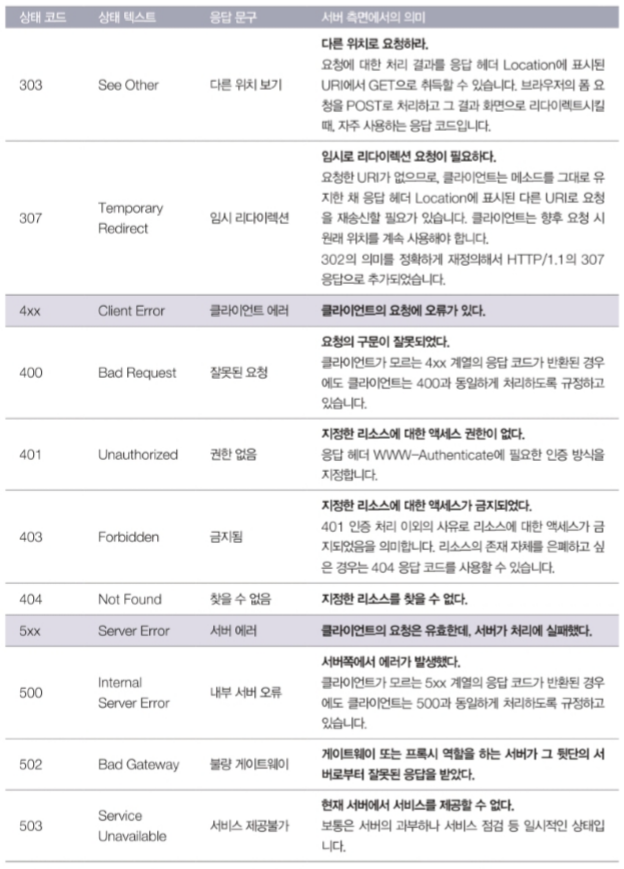 상태 코드 상태 텍스트 응답 문구 서버 측면에서의 의미
303 See Other 다른 위치 보기
다른 위치로 요청하라.
요청에 대한 처리 결과를 응답 헤더 Location에 표시된
URI에서 GET으로 취득할 수 있습니다. 브라우저의 폼 요
청을 POST로 처리하고 그 결과 화면으로 리다이렉트시킬
때, 자주 사용하는 응답 코드입니다.
307 Temporary
Redirect
임시 리다이렉션
임시로 리다이렉션 요청이 필요하다.
요청한 URI가 없으므로, 클라이언트는 메소드를 그대로 유
지한 채 응답 헤더 Location에 표시된 다른 URI로 요청
을 재송신할 필요가 있습니다. 클라이언트는 향후 요청 시
원래 위치를 계속 사용해야 합니다.
302의 의미를 정확하게 재정의해서 HTTP/1.1의 307
응답으로 추가되었습니다.
4xx Client Error 클라이언트 에러 클라이언트의 요청에 오류가 있다.
400 Bad Request 잘못된 요청
요청의 구문이 잘못되었다.
클라이언트가 모르는 4xx 계열의 응답 코드가 반환된 경우
에도 클라이언트는 400과 동일하게 처리하도록 규정하고
있습니다.
401 Unauthorized 권한 없음
지정한 리소스에 대한 액세스 권한이 없다.
응답 헤더 WWW-Authenticate에 필요한 인증 방식을
지정합니다.
403 Forbidden 금지됨
지정한 리소스에 대한 액세스가 금지되었다.
401 인증 처리 이외의 사유로 리소스에 대한 액세스가 금
지되었음을 의미합니다. 리소스의 존재 자체를 은폐하고 싶
은 경우는 404 응답 코드를 사용할 수 있습니다.
404 Not Found 찾을 수 없음 지정한 리소스를 찾을 수 없다.
5xx Server Error 서버 에러 클라이언트의 요청은 유효한데, 서버가 처리에 실패했다.
500 Internal
Server Error
내부 서버 오류
서버쪽에서 에러가 발생했다.
클라이언트가 모르는 5xx 계열의 응답 코드가 반환된 경우
에도 클라이언트는 500과 동일하게 처리하도록 규정하고
있습니다.
502 Bad Gateway 불량 게이트웨이
게이트웨이 또는 프록시 역할을 하는 서버가 그 뒷단의 서
버로부터 잘못된 응답을 받았다.
503 Service
Unavailable
서비스 제공불가
현재 서버에서 서비스를 제공할 수 없다.
보통은 서버의 과부하나 서비스 점검 등 일시적인 상태입
니다.